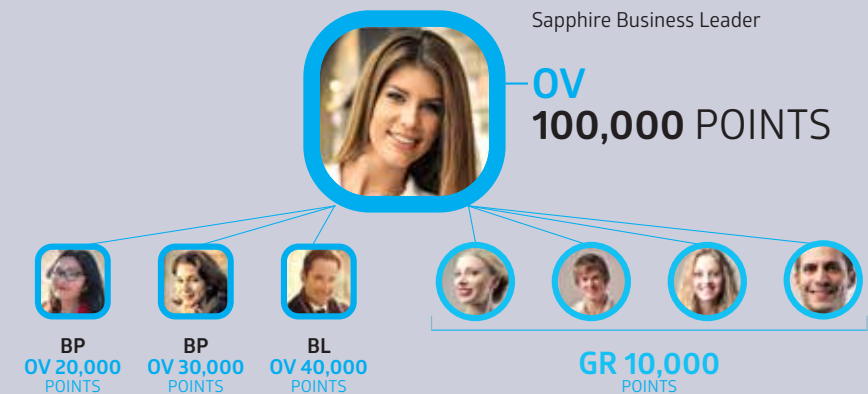 Sapphire Business Leader
OV
100,000 POINTS
BP
OV 20,000
POINTS
BP
OV 30,000
POINTS
BL
OV 40,000
POINTS
GR 10,000
POINTS